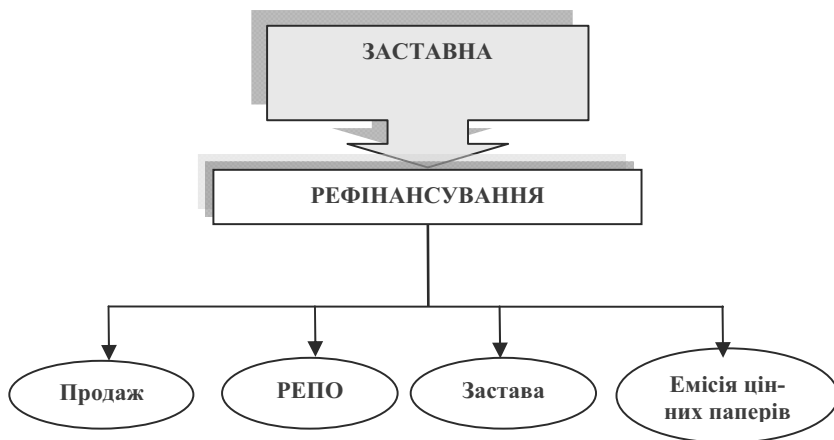 ЗАСТАВНА
РЕФІНАНСУВАННЯ
Продаж
РЕПО
Застава
Емісія цін-
них паперів